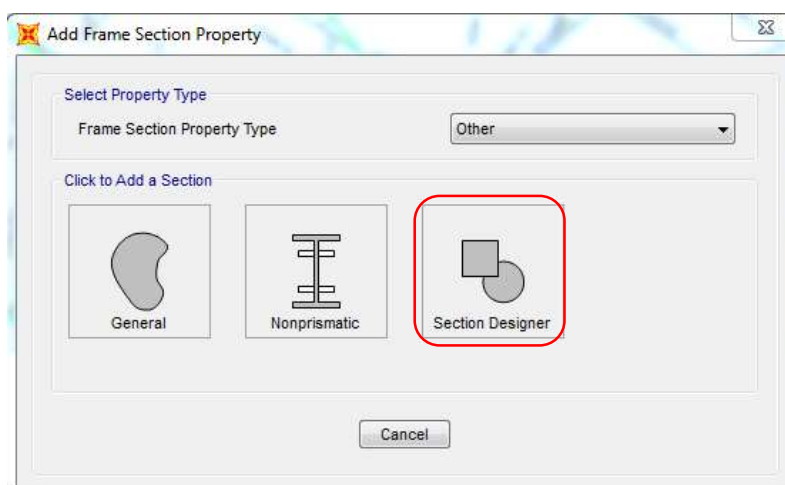 Add Frame Section Property
Select Property Type
Frame Section Property Type Other
Click to Add a Section
General Nonprismatic Section Designer
Cancel